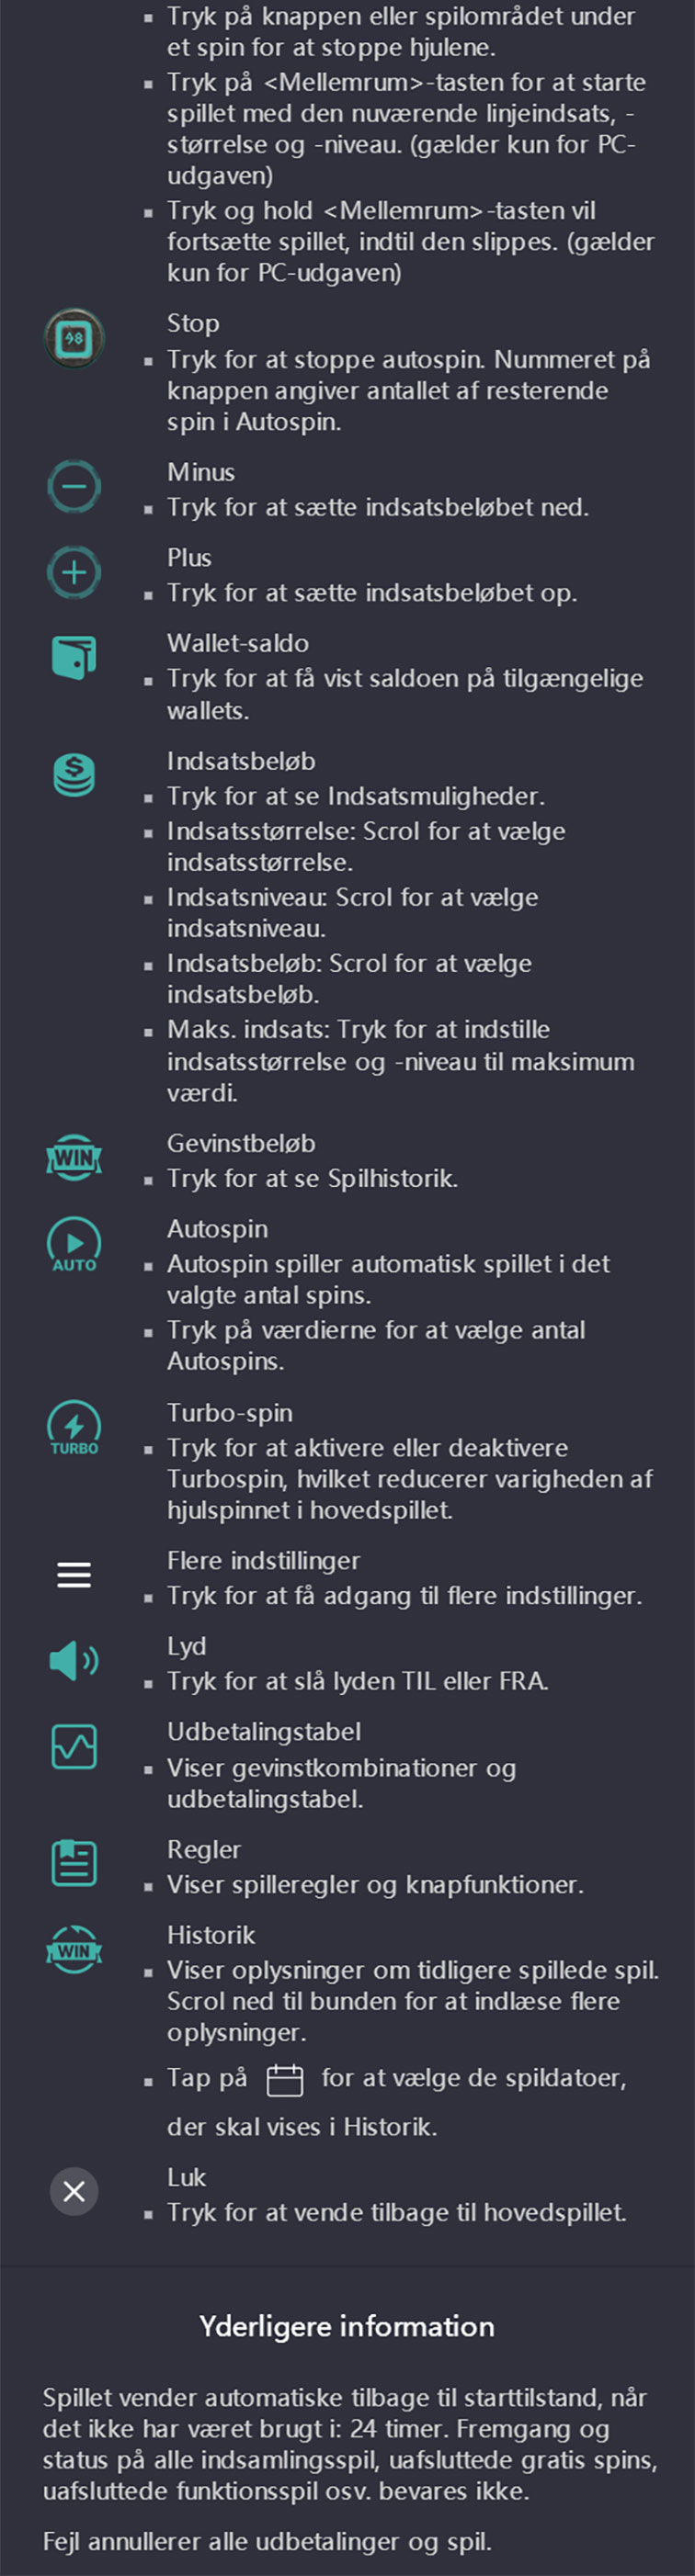 ▪ Tryk på knappen eller spilområdet under
et spin for at stoppe hjulene.
▪ Tryk på <Mellemrum>-tasten for at starte
spillet med den nuværende linjeindsats, -
størrelse og -niveau. (gælder kun for PC-
udgaven)
▪ Tryk og hold <Mellemrum>-tasten vil
fortsætte spillet, indtil den slippes. (gælder
kun for PC-udgaven)
98
Stop
▪ Tryk for at stoppe autospin. Nummeret på
knappen angiver antallet af resterende
spin i Autospin.
Minus
▪ Tryk for at sætte indsatsbeløbet ned.
Plus
▪ Tryk for at sætte indsatsbeløbet op.
Wallet-saldo
▪ Tryk for at få vist saldoen på tilgængelige
wallets.
$
Indsatsbeløb
▪ Tryk for at se Indsatsmuligheder.
▪ Indsatsstørrelse: Scrol for at vælge
indsatsstørrelse.
▪ Indsatsniveau: Scrol for at vælge
indsatsniveau.
▪ Indsatsbeløb: Scrol for at vælge
indsatsbeløb.
▪ Maks. indsats: Tryk for at indstille
indsatsstørrelse og -niveau til maksimum
værdi.
WIN
Gevinstbeløb
▪ Tryk for at se Spilhistorik.
AUTO
Autospin
▪ Autospin spiller automatisk spillet i det
valgte antal spins.
▪ Tryk på værdierne for at vælge antal
Autospins.
TURBO
Turbo-spin
▪ Tryk for at aktivere eller deaktivere
Turbospin, hvilket reducerer varigheden af
hjulspinnet i hovedspillet.
Flere indstillinger
▪ Tryk for at få adgang til flere indstillinger.
Lyd
▪ Tryk for at slå lyden TIL eller FRA.
Udbetalingstabel
▪ Viser gevinstkombinationer og
udbetalingstabel.
Regler
▪ Viser spilleregler og knapfunktioner.
WIN
Historik
▪ Viser oplysninger om tidligere spillede spil.
Scrol ned til bunden for at indlæse flere
oplysninger.
▪ Tap på for at vælge de spildatoer,
der skal vises i Historik.
Luk
▪ Tryk for at vende tilbage til hovedspillet.
Yderligere information
Spillet vender automatiske tilbage til starttilstand, når
det ikke har været brugt i: 24 timer. Fremgang og
status på alle indsamlingsspil, uafsluttede gratis spins,
uafsluttede funktionsspil osv. bevares ikke.
Fejl annullerer alle udbetalinger og spil.